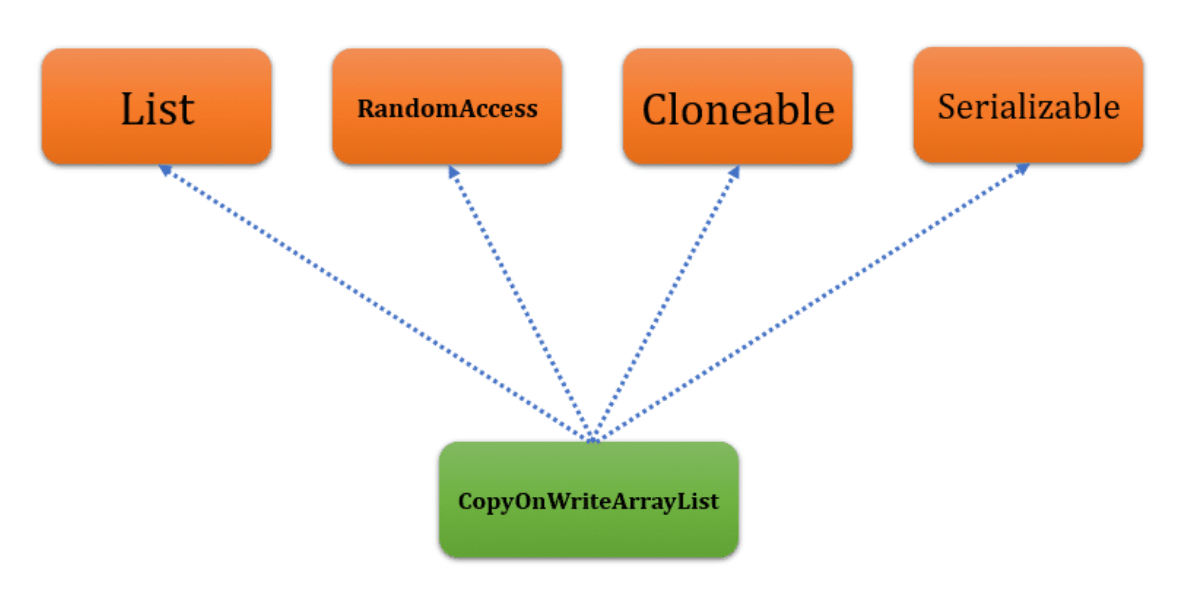 List
RandomAccess
Cloneable
Serializable
CopyOnWriteArrayList